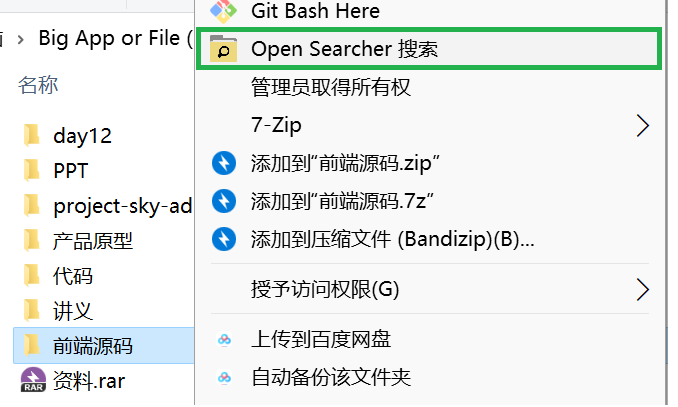 Big App or File (
名称
day12
PPT
project-sky-ad
产品原型
代码
讲义
前端源码
资料.rar
Git Bash Here
Open Searcher 搜索
管理员取得所有权
7-Zip
添加到“前端源码.zip”
添加到“前端源码.7z”
添加到压缩文件 (Bandizip)(B)...
授予访问权限(G)
上传到百度网盘
自动备份该文件夹
RAR